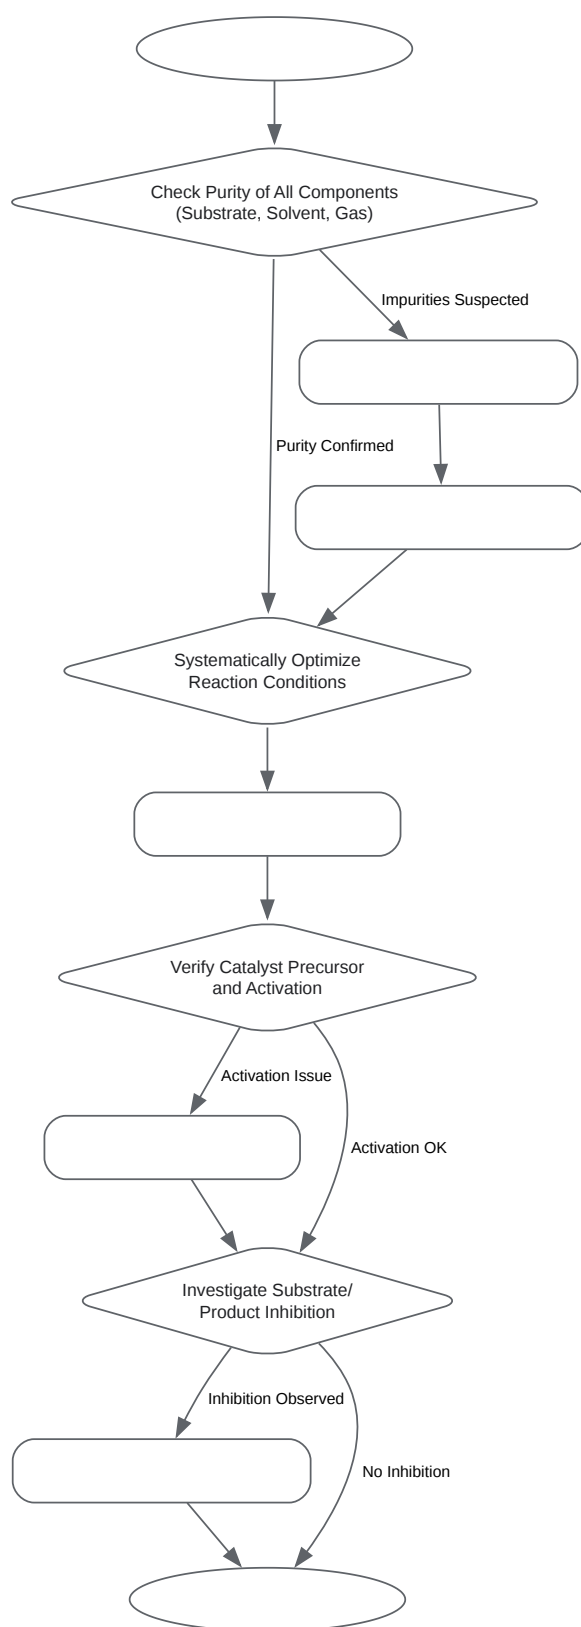 Check Purity of All Components
(Substrate, Solvent, Gas)
Impurities Suspected
Purity Confirmed
Systematically Optimize
Reaction Conditions
Verify Catalyst Precursor
and Activation
Activation Issue
Activation OK
Investigate Substrate/
Product Inhibition
Inhibition Observed
No Inhibition